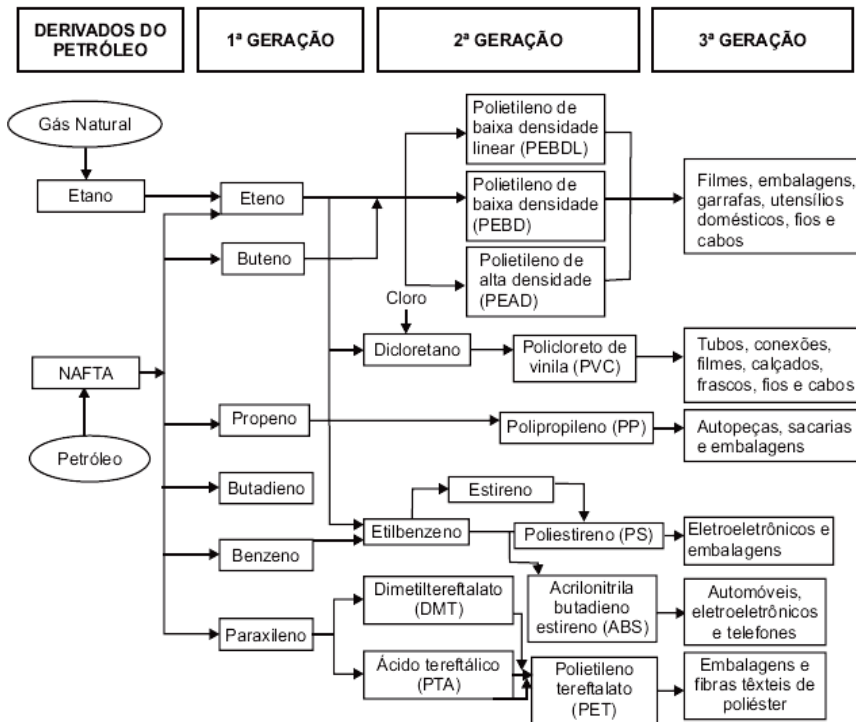 DERIVADOS DO
PETRÓLEO
1ª GERAÇÃO
2ª GERAÇÃO
3ª GERAÇÃO
Gás Natural
Etano
Eteno
Buteno
Polietileno de
baixa densidade
linear (PEBDL)
Polietileno de
baixa densidade
(PEBD)
Polietileno de
alta densidade
(PEAD)
Filmes, embalagens,
garrafas, utensílios
domésticos, fios e
cabos
Cloro
Dicloretano
Policloreto de
vinila (PVC)
Tubos, conexões,
filmes, calçados,
frascos, fios e cabos
NAFTA
Petróleo
Propeno
Polipropileno (PP)
Autopeças, sacarias
e embalagens
Butadieno
Benzeno
Estireno
Etilbenzeno
Poliestireno (PS)
Eletroeletrônicos e
embalagens
Acrilonitrila
butadieno
estireno (ABS)
Automóveis,
eletroeletrônicos
e telefones
Paraxileno
Dimetiltereftalato
(DMT)
Ácido tereftálico
(PTA)
Polietileno
tereftalato
(PET)
Embalagens e
fibras têxteis de
poliéster